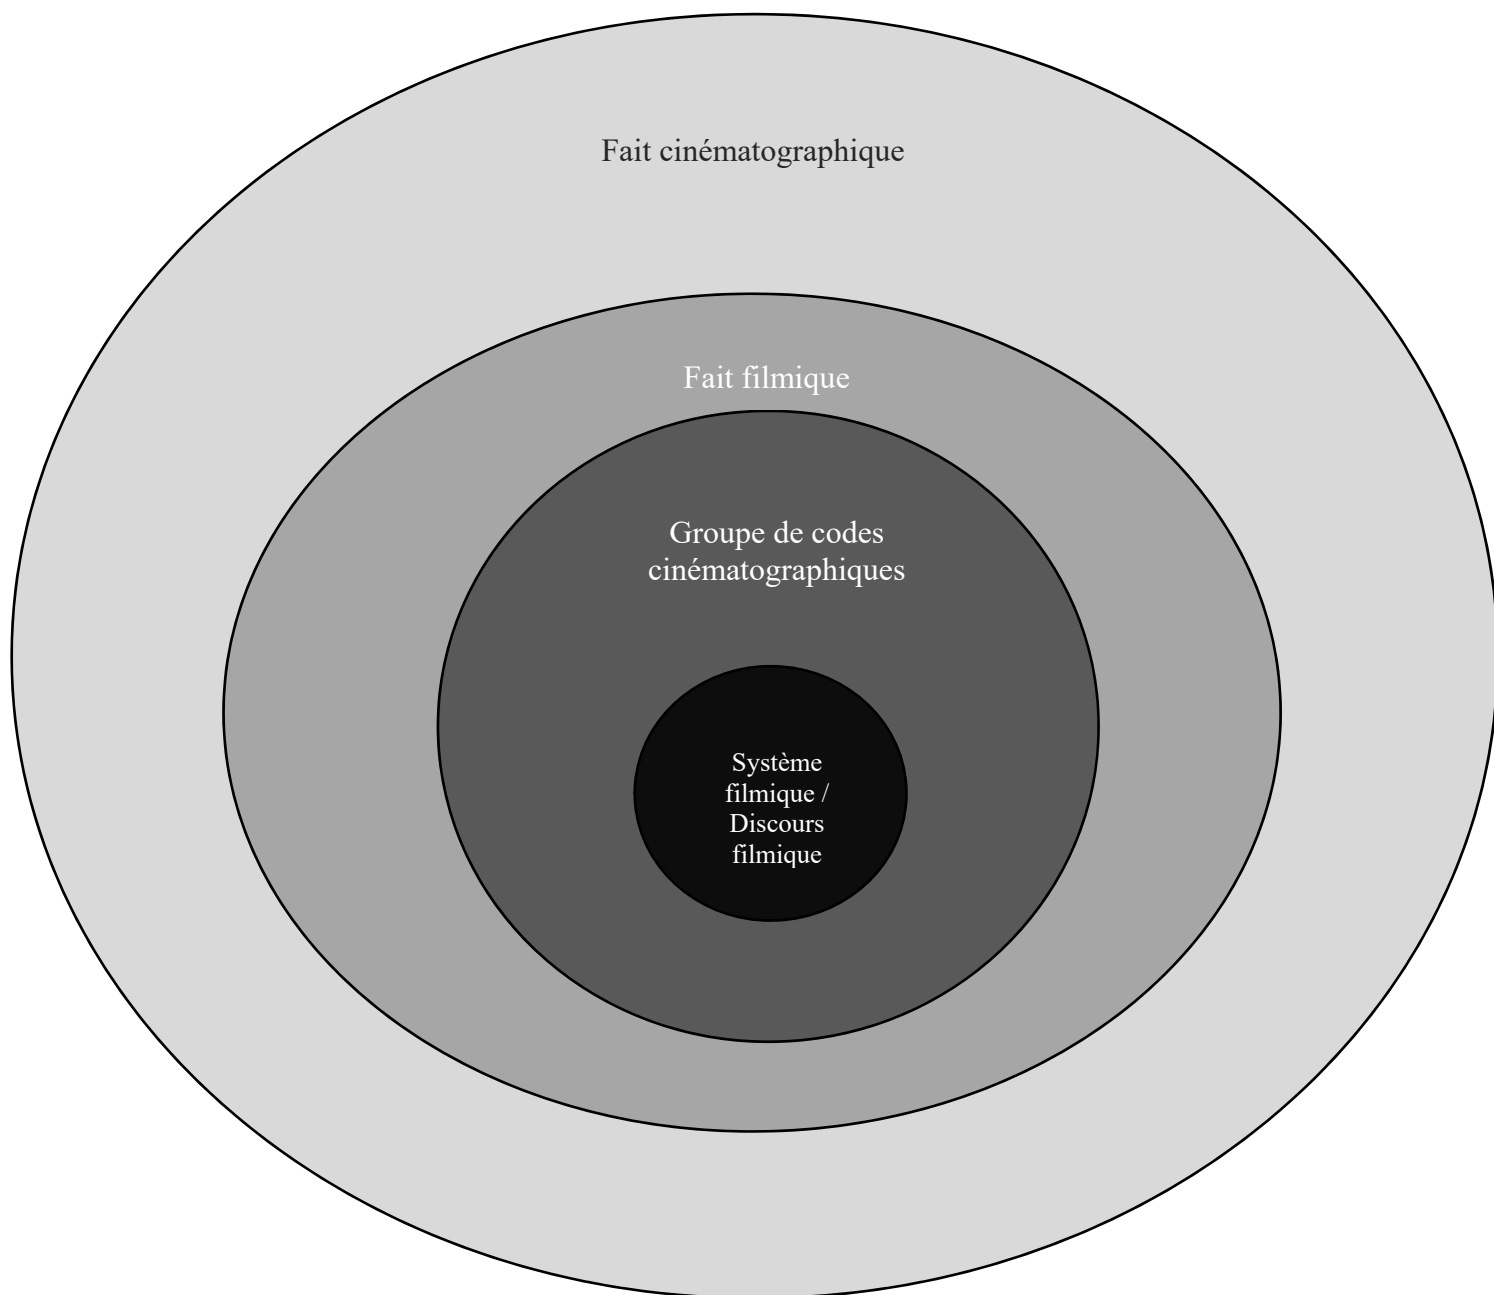 Fait cinématographique
Fait filmique
Groupe de codes
cinématographiques
Système
filmique /
Discours
filmique